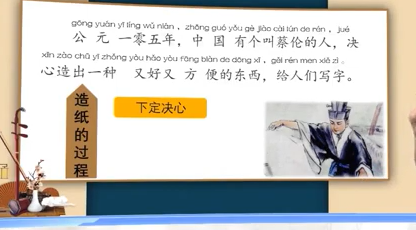 gōng yuán yī líng wǔ nián , zhōng guó yǒu gè jiào cài lún de rén , jué
公 元 一零五年，中 国 有个叫蔡伦的人，决
xīn zào chū yī zhǒng yòu hǎo yòu fāng biàn de dōng xī , gěi rén men xiě zì 。
心造出一种 又好又 方 便的东西，给人们写字。
造纸的过程
下定决心